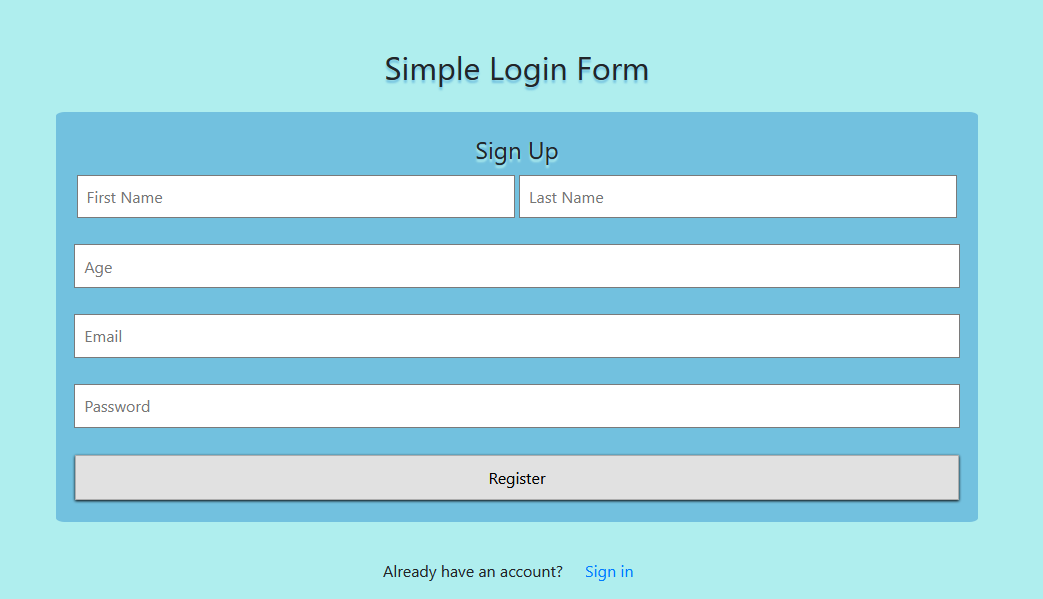 Simple Login Form
Sign Up
First Name Last Name
Age
Email
Password
Register
Already have an account? Sign in